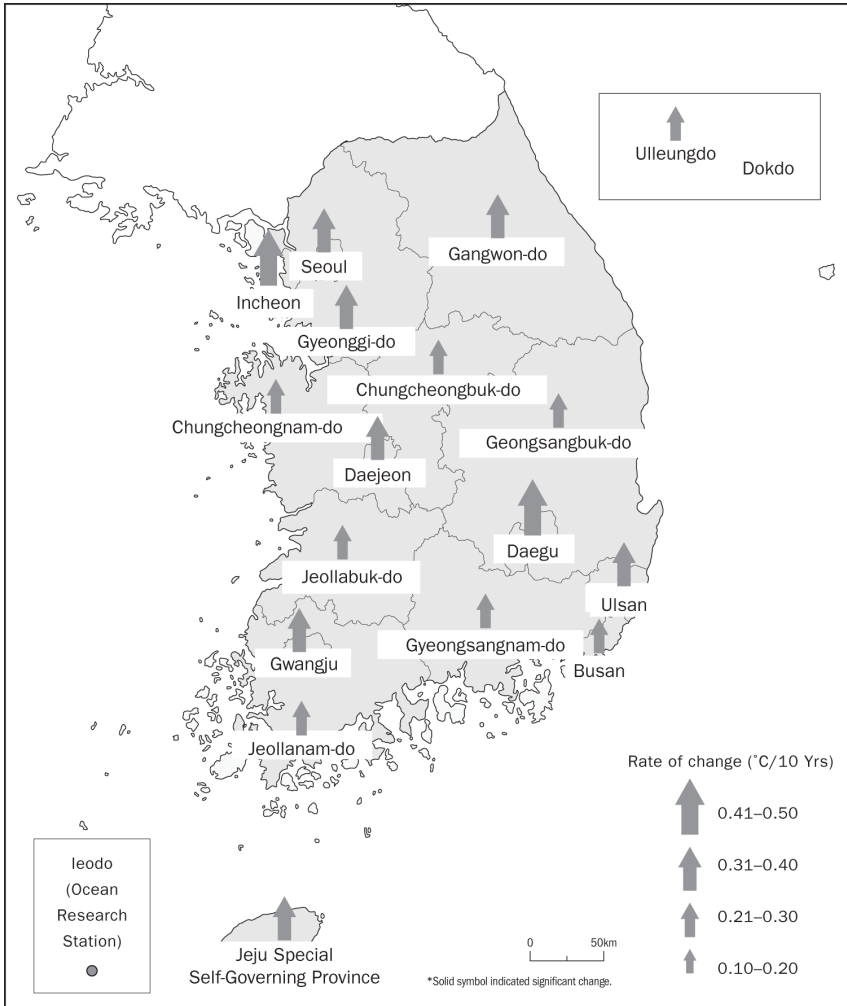 Ulleungdo
Dokdo
Gangwon-do
Seoul
Incheon
Gyeonggi-do
Chungcheongbuk-do
Chungcheongnam-do
Geongsangbuk-do
Daejeon
Daegu
Jeollabuk-do
Ulsan
Gyeongsangnam-do
Gwangju
Busan
Jeollanam-do
Rate of change (˚C/10 Yrs)
0.41–0.50
0.31–0.40
0.21–0.30
0.10–0.20
Ieodo
(Ocean
Research
Station)
Jeju Special
Self-Governing Province
0 50km
*Solid symbol indicated significant change.